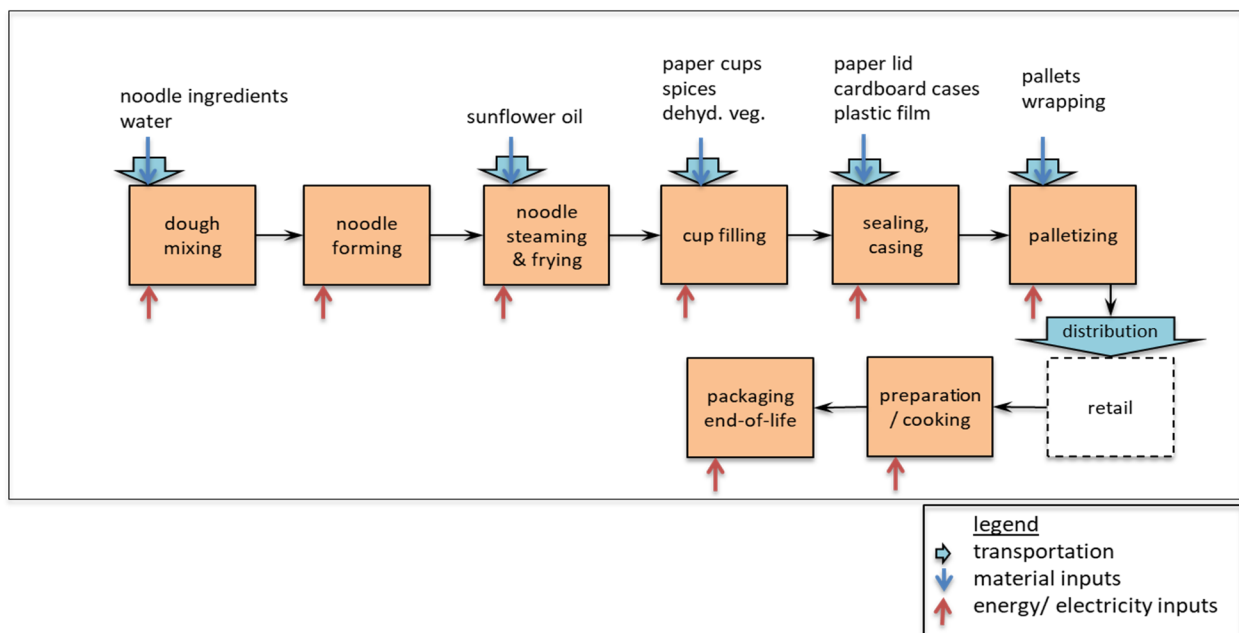 noodle ingredients
water
sunflower oil
paper cups
spices
dehyd. veg.
paper lid
cardboard cases
plastic film
pallets
wrapping
dough
mixing
noodle
forming
noodle
steaming
& frying
cup filling
sealing,
casing
palletizing
distribution
packaging
end-of-life
preparation
/ cooking
retail
legend
transportation
material inputs
energy/ electricity inputs